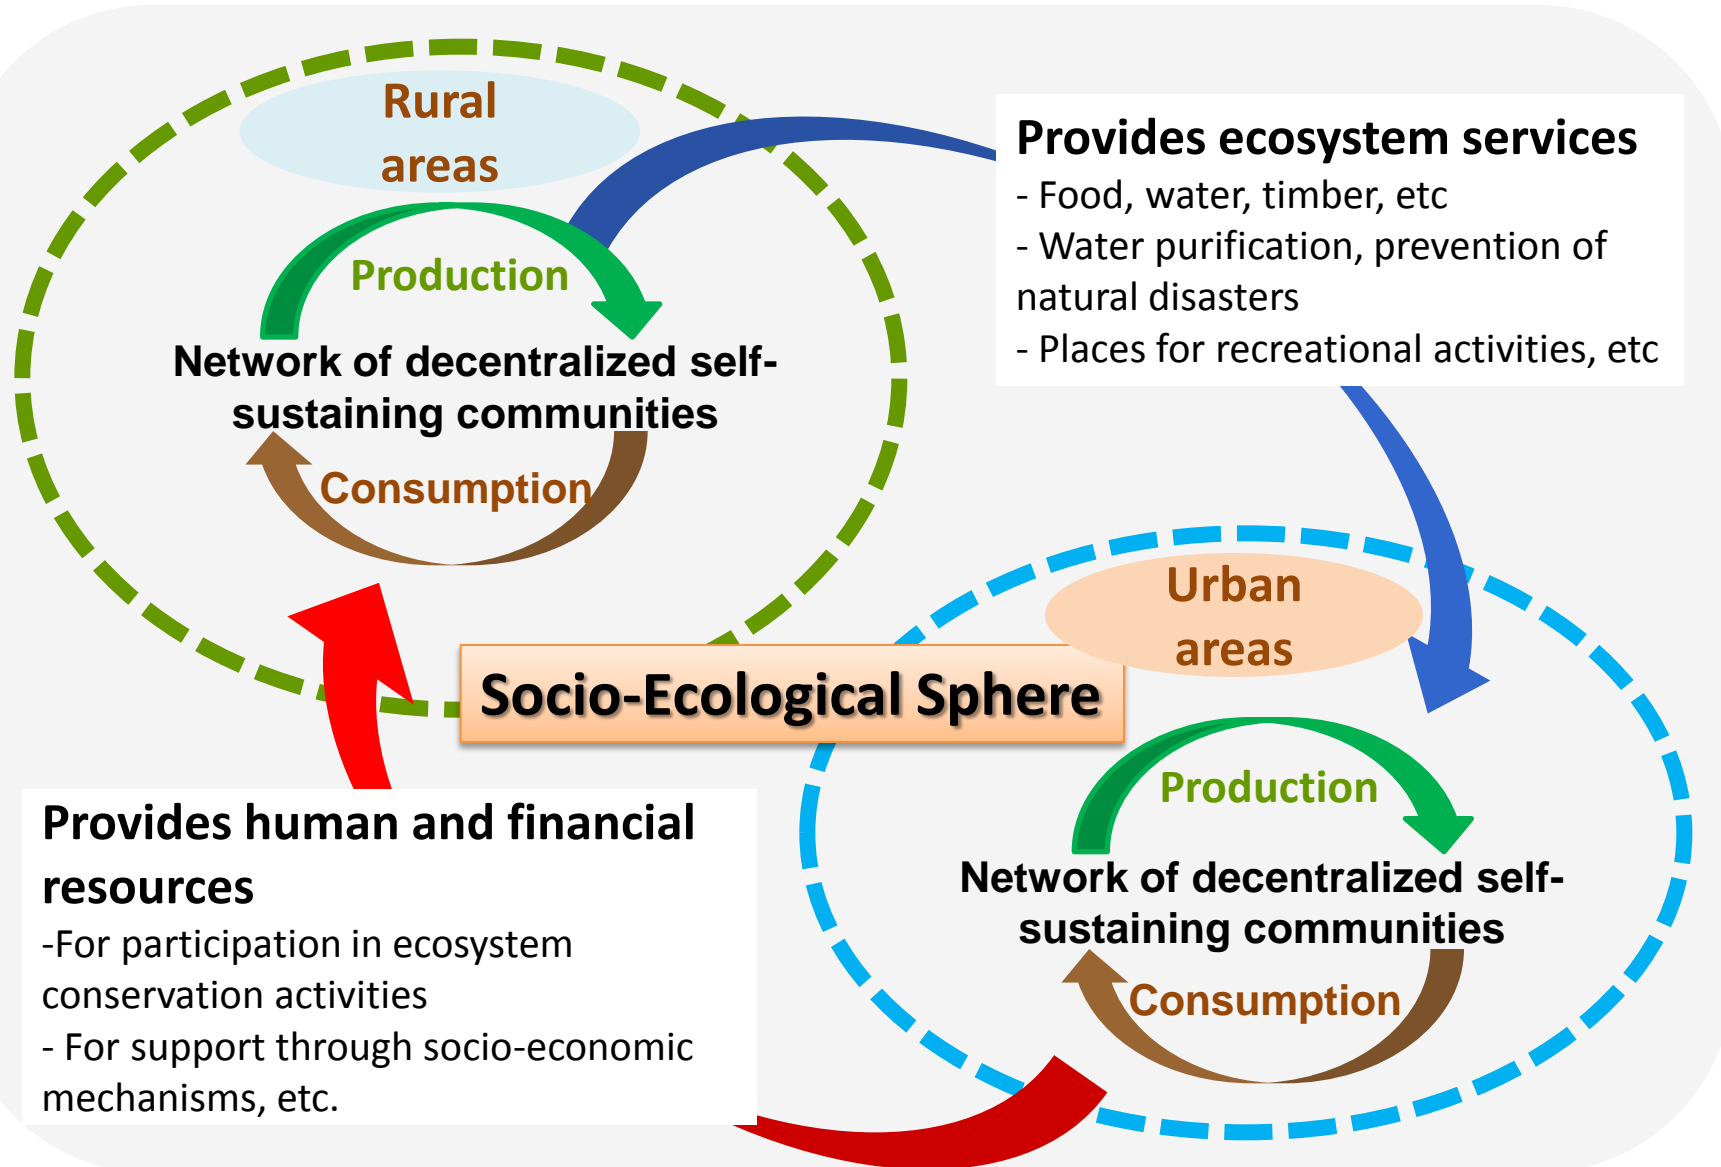 Rural
areas
Production
Network of decentralized self-
sustaining communities
Consumption
Provides ecosystem services
- Food, water, timber, etc
- Water purification, prevention of
natural disasters
- Places for recreational activities, etc
Socio-Ecological Sphere
Urban
areas
Production
Network of decentralized self-
sustaining communities
Consumption
Provides human and financial
resources
-For participation in ecosystem
conservation activities
- For support through socio-economic
mechanisms, etc.